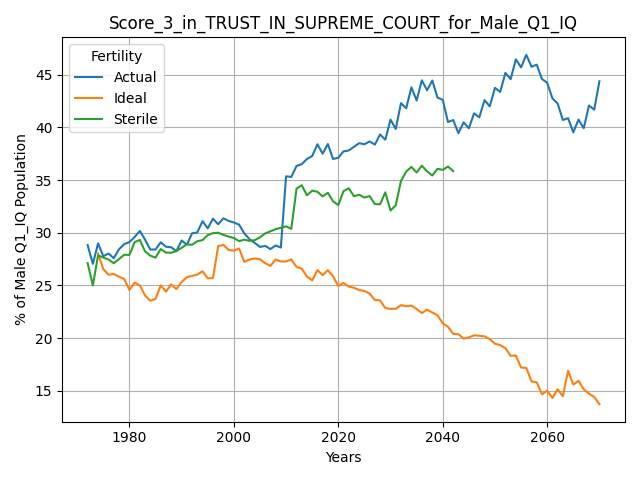 Score_3_in_TRUST_IN_SUPREME_COURT_for_Male_Q1_IQ
Fertility
Actual
Ideal
Sterile
% of Male Q1_IQ Population
45
40
35
30
25
20
15
1980
2000
2020
2040
2060
Years